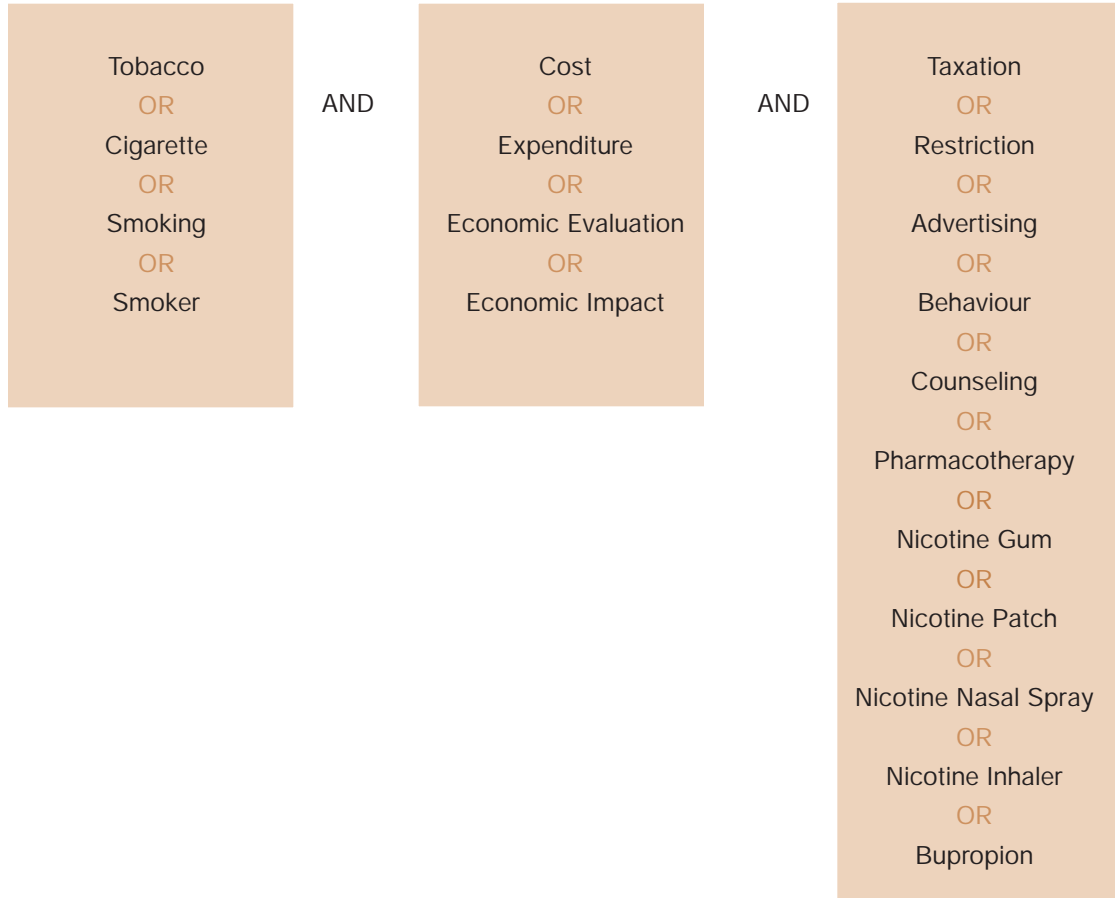 Tobacco
OR
Cigarette
OR
Smoking
OR
Smoker
AND
Cost
OR
Expenditure
OR
Economic Evaluation
OR
Economic Impact
AND
Taxation
OR
Restriction
OR
Advertising
OR
Behaviour
OR
Counseling
OR
Pharmacotherapy
OR
Nicotine Gum
OR
Nicotine Patch
OR
Nicotine Nasal Spray
OR
Nicotine Inhaler
OR
Bupropion